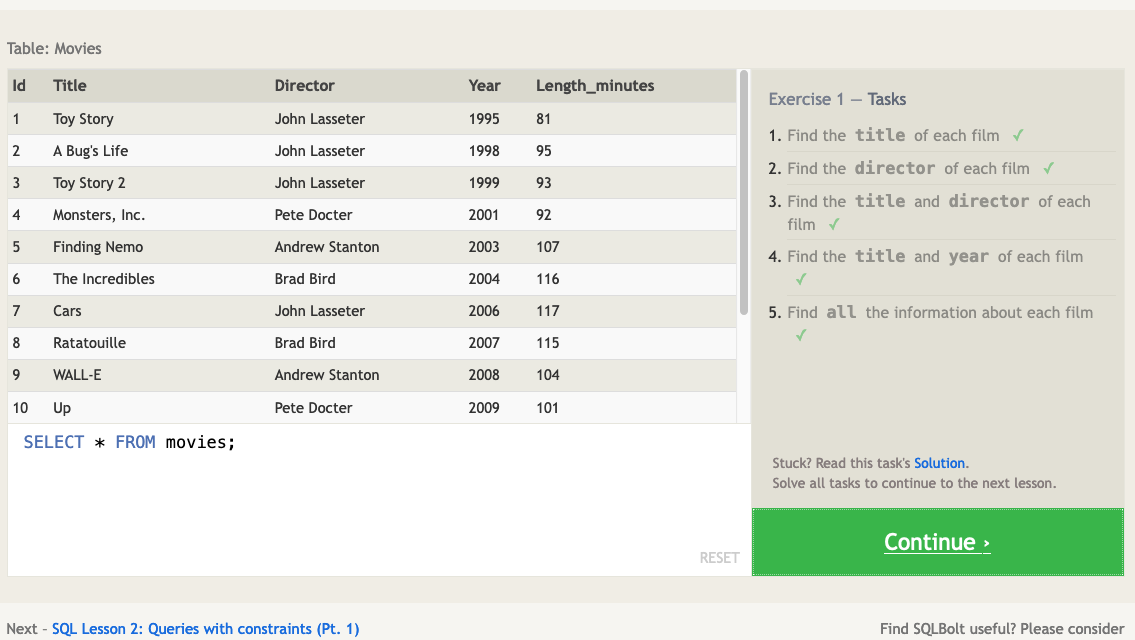 Table: Movies
Id Title Director Year Length_minutes
1 Toy Story John Lasseter 1995 81
2 A Bug's Life John Lasseter 1998 95
3 Toy Story 2 John Lasseter 1999 93
4 Monsters, Inc. Pete Docter 2001 92
5 Finding Nemo Andrew Stanton 2003 107
6 The Incredibles Brad Bird 2004 116
7 Cars John Lasseter 2006 117
8 Ratatouille Brad Bird 2007 115
9 WALL-E Andrew Stanton 2008 104
10 Up Pete Docter 2009 101
SELECT * FROM movies;
RESET
Exercise 1 — Tasks
1. Find the title of each film ✓
2. Find the director of each film ✓
3. Find the title and director of each
film ✓
4. Find the title and year of each film
✓
5. Find all the information about each film
✓
Stuck? Read this task's Solution.
Solve all tasks to continue to the next lesson.
Continue ›
Next – SQL Lesson 2: Queries with constraints (Pt. 1)
Find SQLBolt useful? Please consider